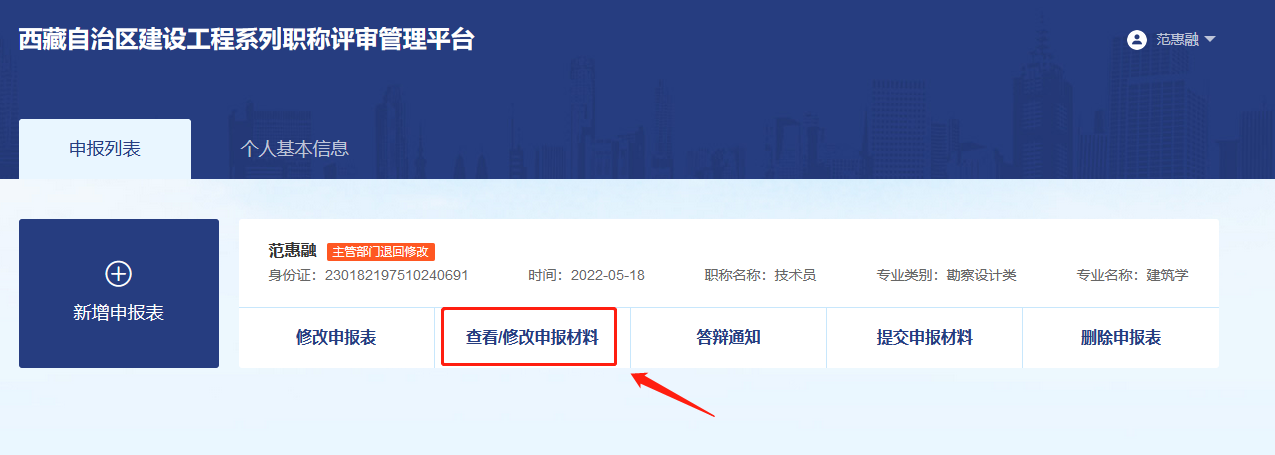 西藏自治区建设工程系列职称评审管理平台
范惠融
申报列表
个人基本信息
新增申报表
范惠融 主管部门退回修改
身份证：230182197510240691 时间：2022-05-18 职称名称：技术员 专业类别：勘察设计类 专业名称：建筑学
修改申报表 查看/修改申报材料 答辩通知 提交申报材料 删除申报表